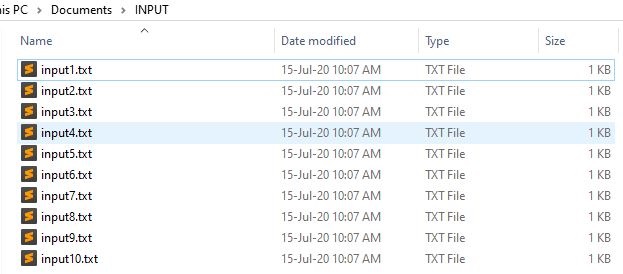 his PC > Documents > INPUT
Name Date modified Type Size
input1.txt 15-Jul-20 10:07 AM TXT File 1 KB
input2.txt 15-Jul-20 10:07 AM TXT File 1 KB
input3.txt 15-Jul-20 10:07 AM TXT File 1 KB
input4.txt 15-Jul-20 10:07 AM TXT File 1 KB
input5.txt 15-Jul-20 10:07 AM TXT File 1 KB
input6.txt 15-Jul-20 10:07 AM TXT File 1 KB
input7.txt 15-Jul-20 10:07 AM TXT File 1 KB
input8.txt 15-Jul-20 10:07 AM TXT File 1 KB
input9.txt 15-Jul-20 10:07 AM TXT File 1 KB
input10.txt 15-Jul-20 10:07 AM TXT File 1 KB